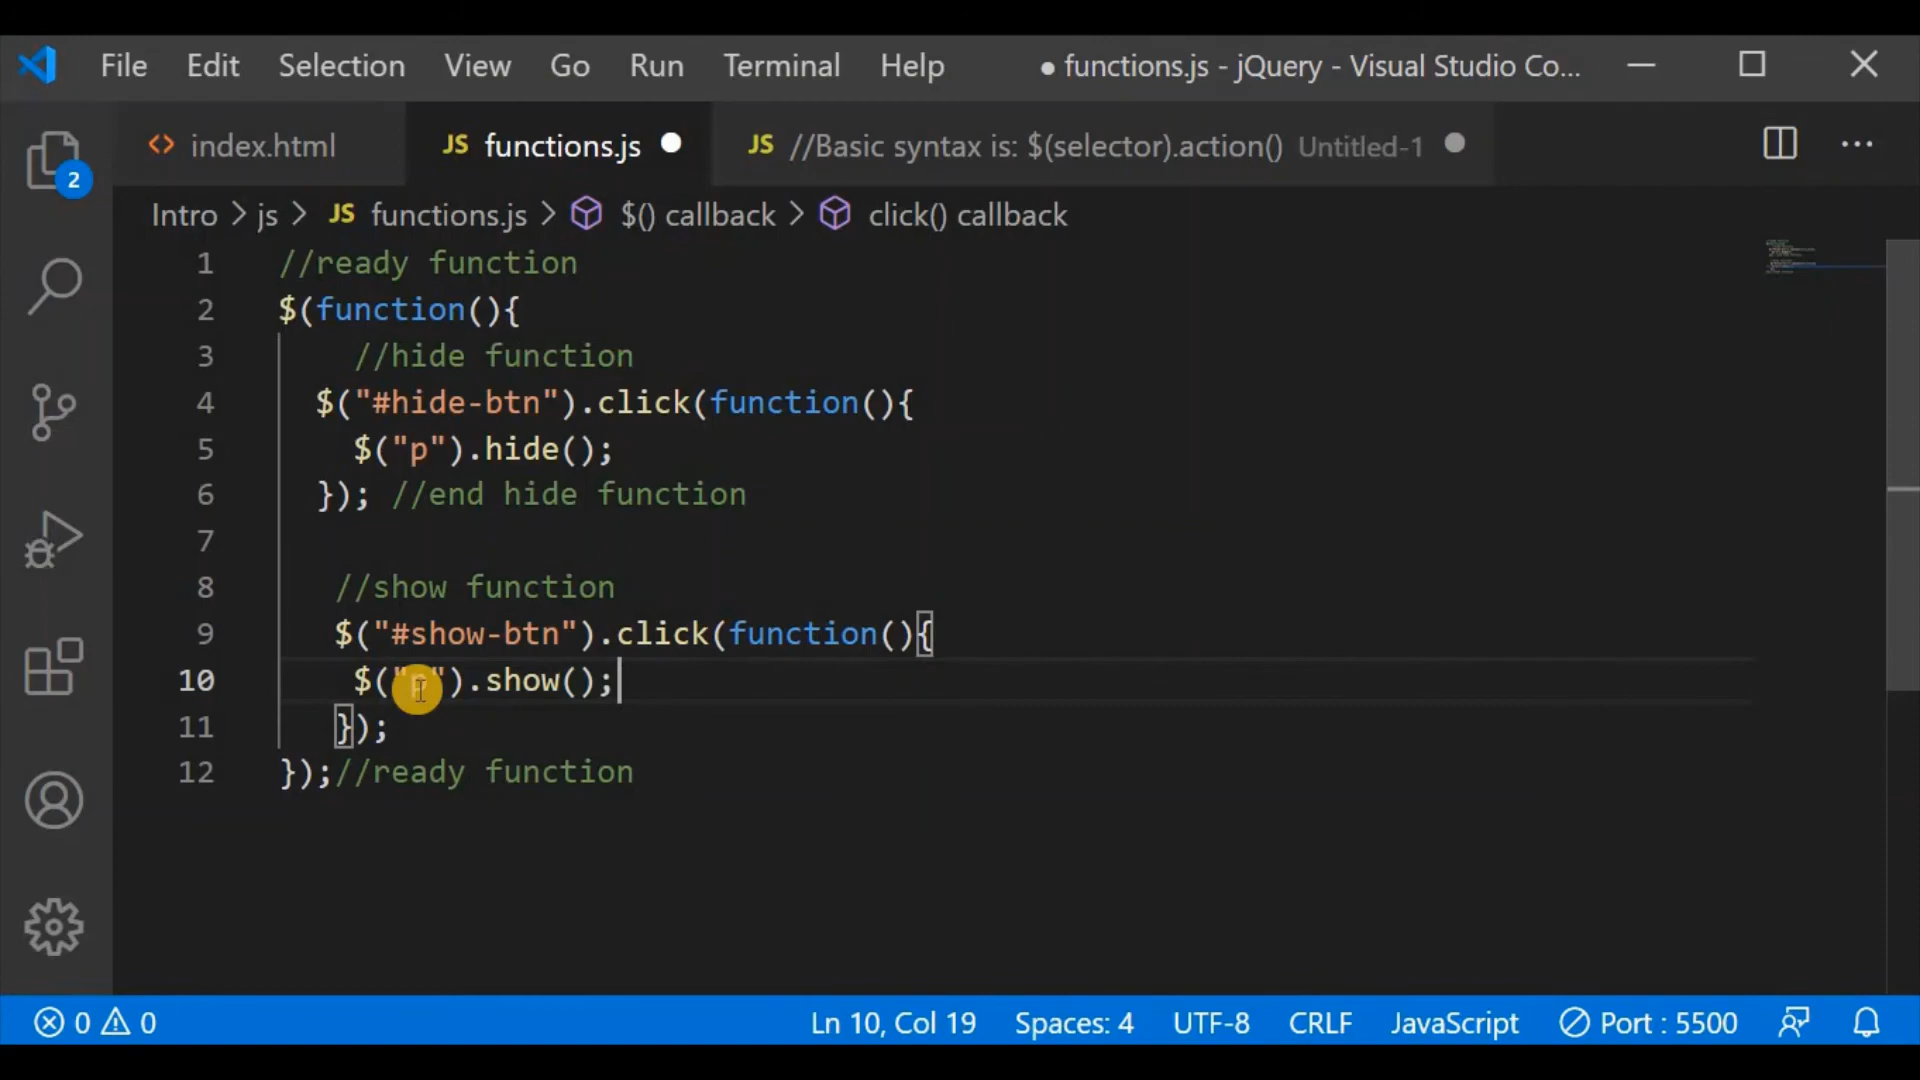 File Edit Selection View Go Run Terminal Help ● functions.js - jQuery - Visual Studio Co...
index.html JS functions.js JS //Basic syntax is: $(selector).action() Untitled-1
2
Intro > js > JS functions.js > $() callback > click() callback
1 //ready function
2 $(function(){
3 //hide function
4 $("#hide-btn").click(function(){
5 $("p").hide();
6 }); //end hide function
7
8 //show function
9 $("#show-btn").click(function(){
10 $("p").show();
11 });
12 });//ready function
0 0 Ln 10, Col 19 Spaces: 4 UTF-8 CRLF JavaScript Port : 5500